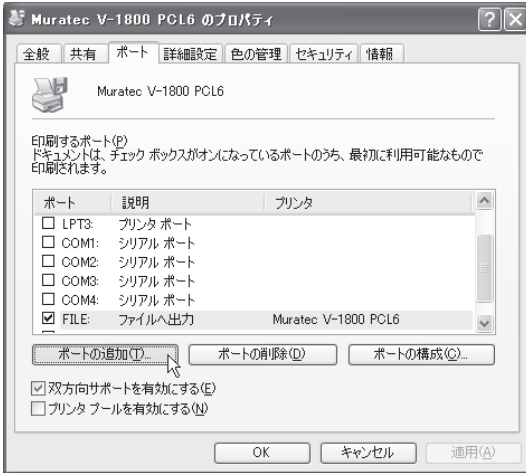 Muratec V-1800 PCL6 のプロパティ
全般 共有 ポート 詳細設定 色の管理 セキュリティ 情報
Muratec V-1800 PCL6
印刷するポート(P)
ドキュメントは、チェック ボックスがオンになっているポートのうち、最初に利用可能なもので
印刷されます。
ポート 説明 プリンタ
LPT3: プリンタ ポート
COM1: シリアル ポート
COM2: シリアル ポート
COM3: シリアル ポート
COM4: シリアル ポート
FILE: ファイルへ出力 Muratec V-1800 PCL6
ポートの追加(T)... ポートの削除(D) ポートの構成(C)...
双方向サポートを有効にする(E)
プリンタ プールを有効にする(N)
OK キャンセル 適用(A)